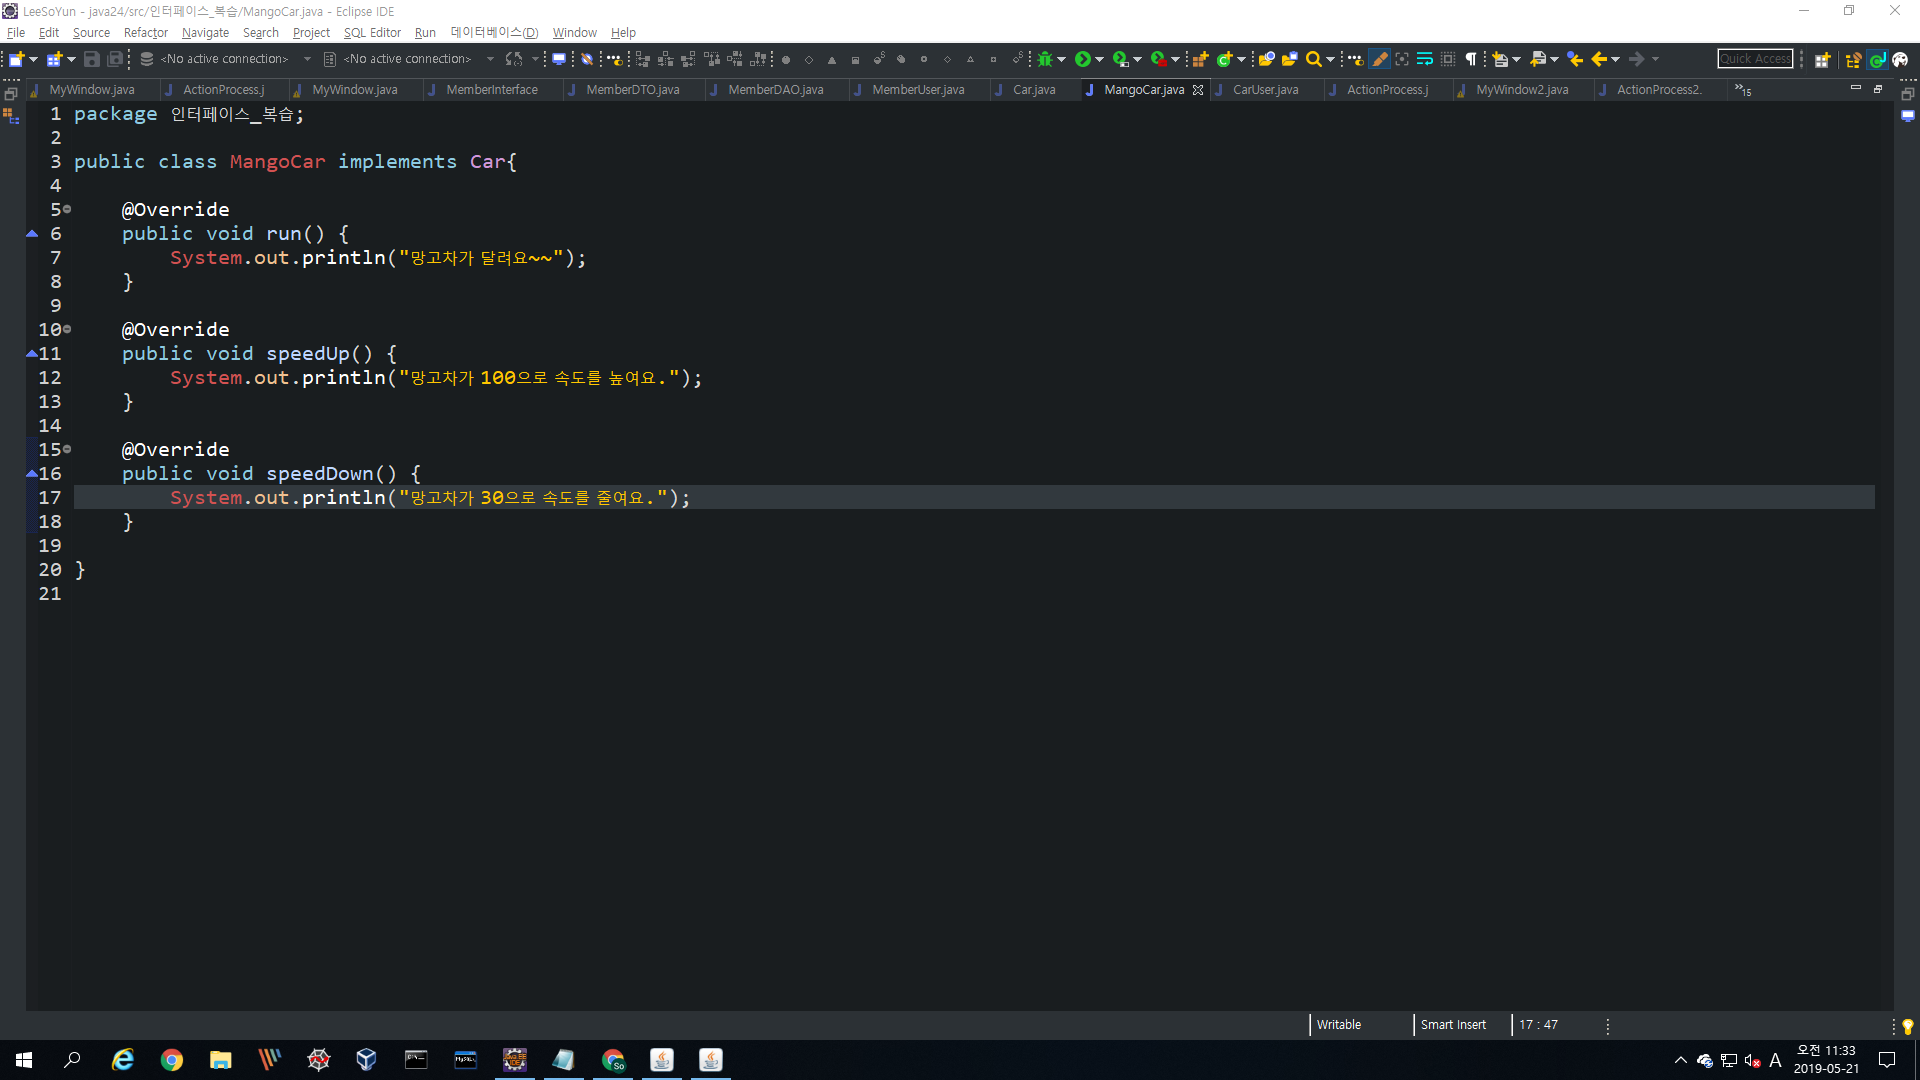 LeeSoYun - java24/src/인터페이스_복습/MangoCar.java - Eclipse IDE
File Edit Source Refactor Navigate Search Project SQL Editor Run 데이터베이스(D) Window Help
<No active connection> <No active connection> Quick Access
MyWindow.java ActionProcess.j MyWindow.java MemberInterface MemberDTO.java MemberDAO.java MemberUser.java Car.java MangoCar.java CarUser.java ActionProcess.j MyWindow2.java ActionProcess2. »15
1 package 인터페이스_복습;
2
3 public class MangoCar implements Car{
4
5 @Override
6 public void run() {
7 System.out.println("망고차가 달려요~~");
8 }
9
10 @Override
11 public void speedUp() {
12 System.out.println("망고차가 100으로 속도를 높여요.");
13 }
14
15 @Override
16 public void speedDown() {
17 System.out.println("망고차가 30으로 속도를 줄여요.");
18 }
19
20 }
21
Writable Smart Insert 17 : 47
A 오전 11:33
2019-05-21